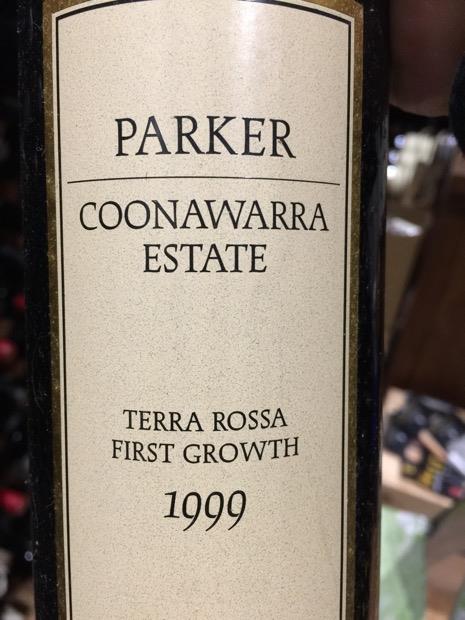 PARKER
COONAWARRA
ESTATE
TERRA ROSSA
FIRST GROWTH
1999